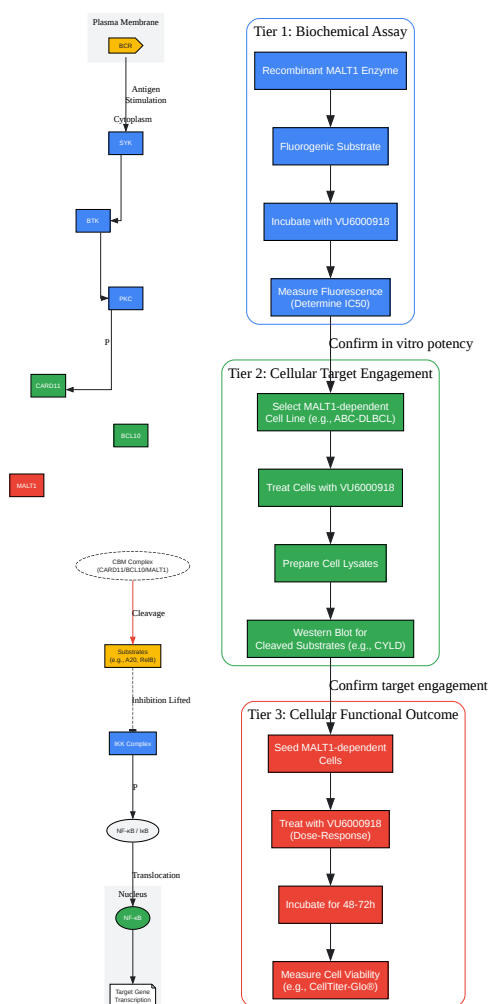 Plasma Membrane
BCR
Antigen
Stimulation
Cytoplasm
SYK
BTK
PKC
P
CARD11
BCL10
MALT1
CBM Complex
(CARD11/BCL10/MALT1)
Cleavage
Substrates
(e.g., A20, RelB)
Inhibition Lifted
IKK Complex
P
NF-κB / IκB
Translocation
Nucleus
NF-κB
Target Gene
Transcription
Tier 1: Biochemical Assay
Recombinant MALT1 Enzyme
Fluorogenic Substrate
Incubate with VU6000918
Measure Fluorescence
(Determine IC50)
Confirm in vitro potency
Tier 2: Cellular Target Engagement
Select MALT1-dependent
Cell Line (e.g., ABC-DLBCL)
Treat Cells with VU6000918
Prepare Cell Lysates
Western Blot for
Cleaved Substrates (e.g., CYLD)
Confirm target engagement
Tier 3: Cellular Functional Outcome
Seed MALT1-dependent
Cells
Treat with VU6000918
(Dose-Response)
Incubate for 48-72h
Measure Cell Viability
(e.g., CellTiter-Glo®)